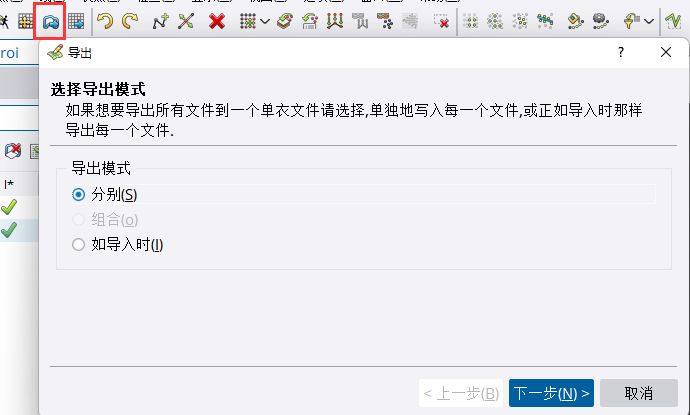 roi
导出
?
选择导出模式
如果想要导出所有文件到一个单衣文件请选择,单独地写入每一个文件,或正如导入时那样
导出每一个文件.
I*
导出模式
分别(S)
组合(o)
如导入时(I)
< 上一步(B)
下一步(N) >
取消